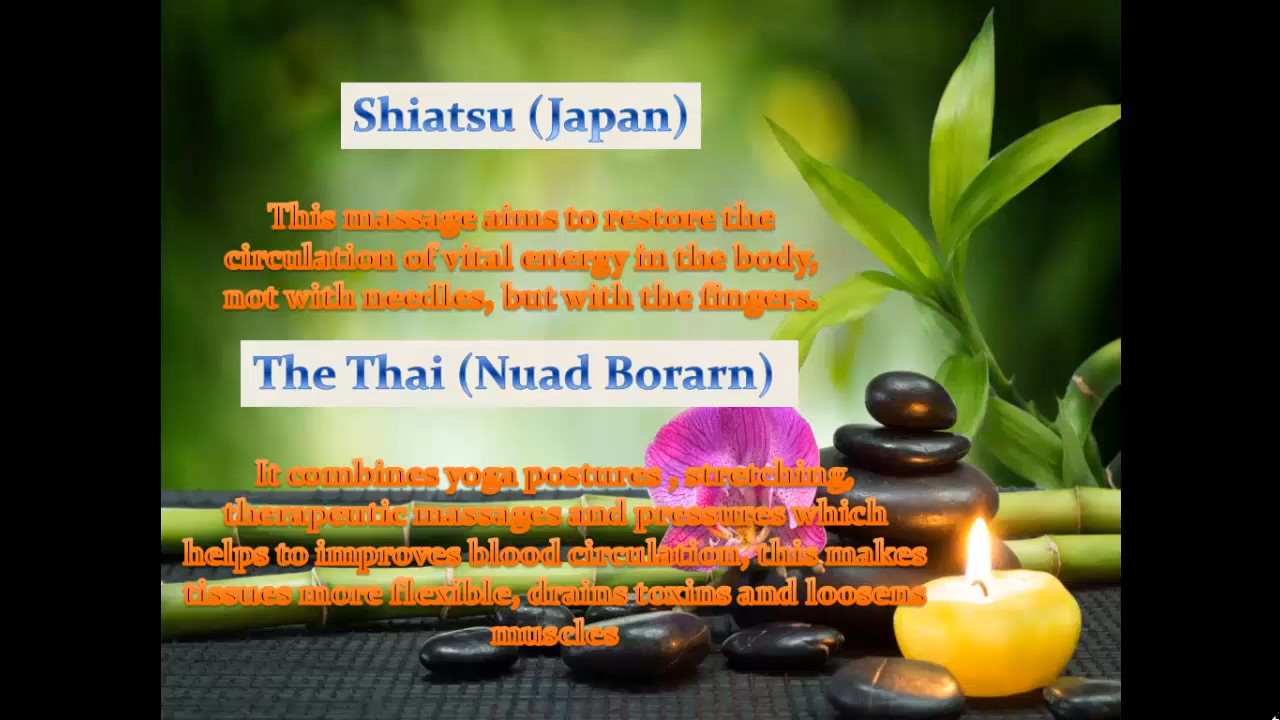 Shiatsu (Japan)
This massage aims to restore the
circulation of vital energy in the body,
not with needles, but with the fingers.
The Thai (Nuad Borarn)
It combines yoga postures , stretching,
therapeutic massages and pressures which
helps to improves blood circulation, this makes
tissues more flexible, drains toxins and loosens
muscles